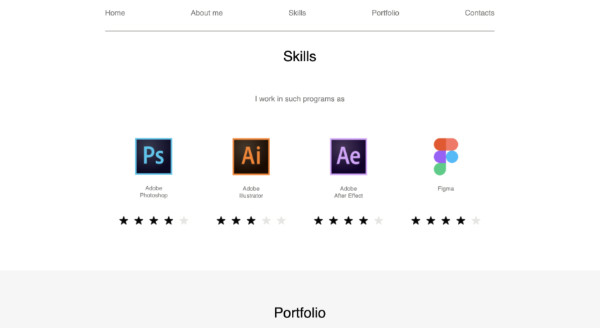 Home About me Skills Portfolio Contacts
Skills
I work in such programs as
Ps Ai Ae
Adobe Adobe Adobe Figma
Photoshop Illustrator After Effect
Portfolio